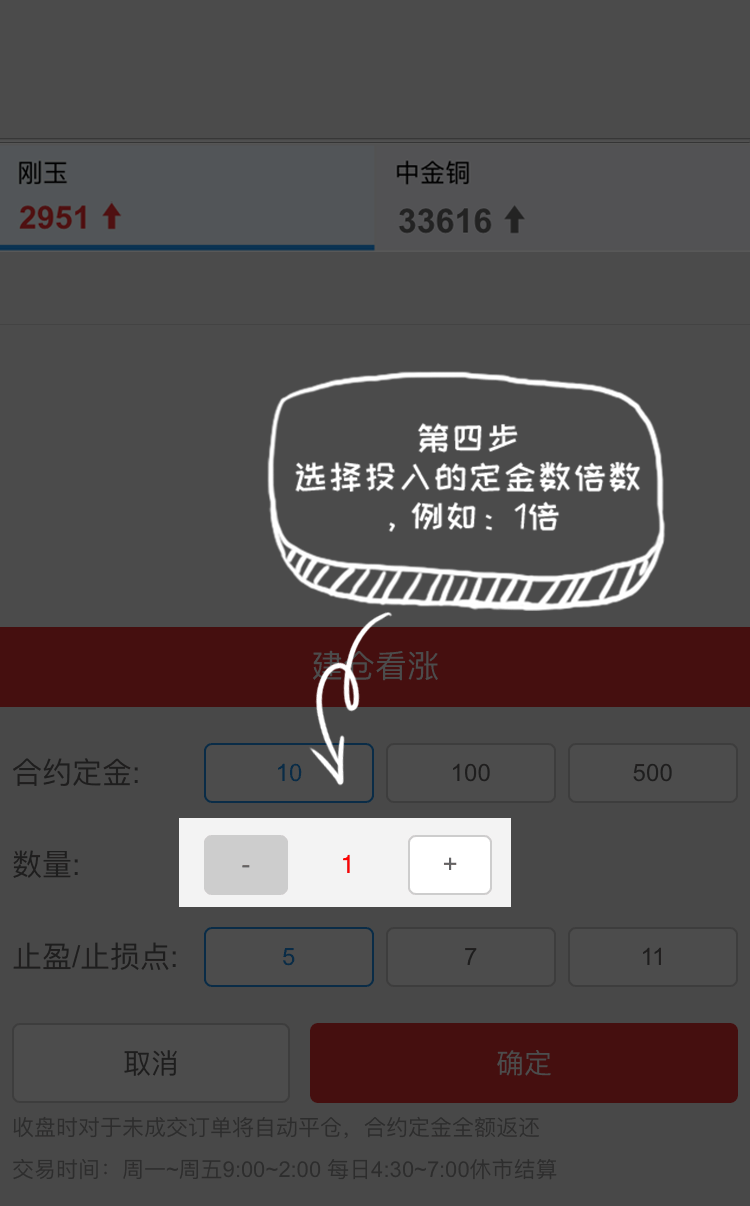 刚玉
中金铜
2951
33616
第四步
选择投入的定金数倍数
,例如:1倍
建仓看涨
合约定金:
10
100
500
数量:
-
1
+
止盈/止损点:
5
7
11
取消
确定
收盘时对于未成交订单将自动平仓，合约定金全额返还
交易时间：周一~周五9:00~2:00 每日4:30~7:00休市结算